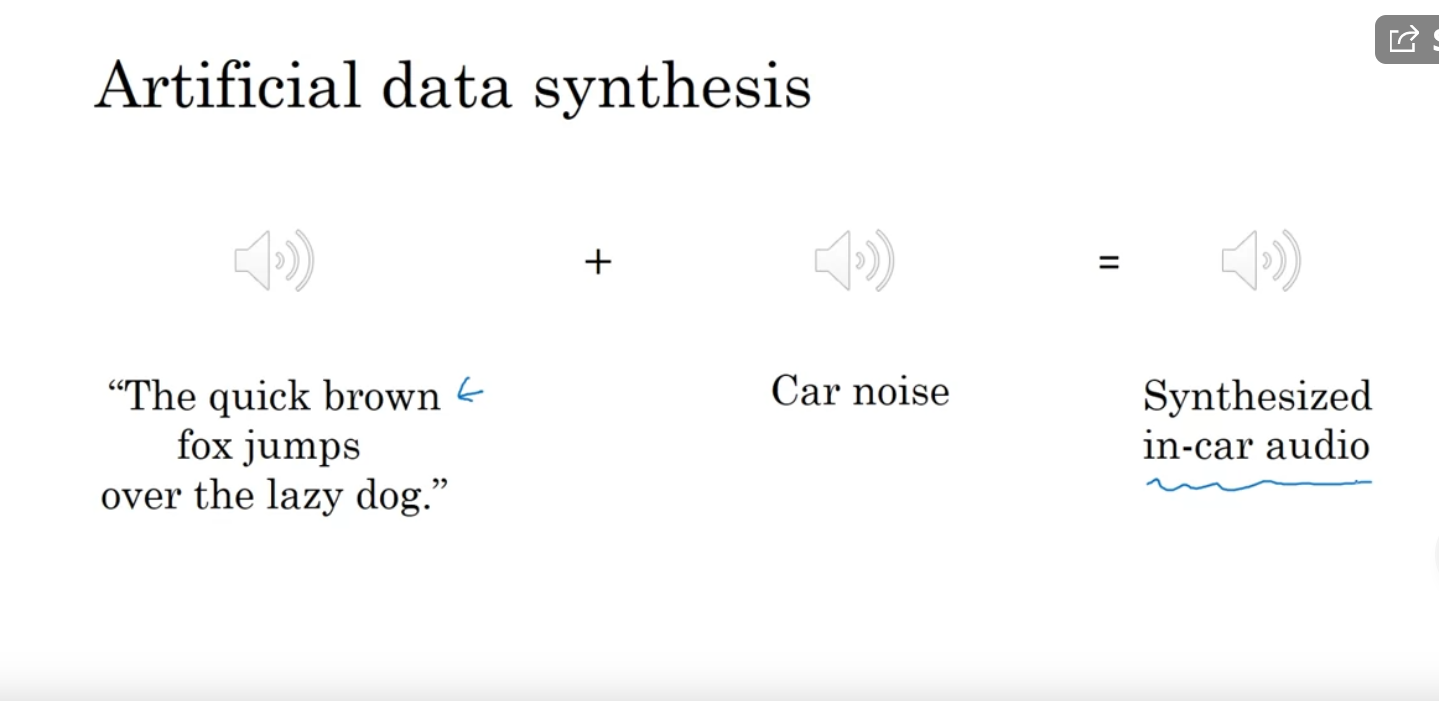 Artificial data synthesis
+ =
“The quick brown
fox jumps
over the lazy dog.”
Car noise
Synthesized
in-car audio